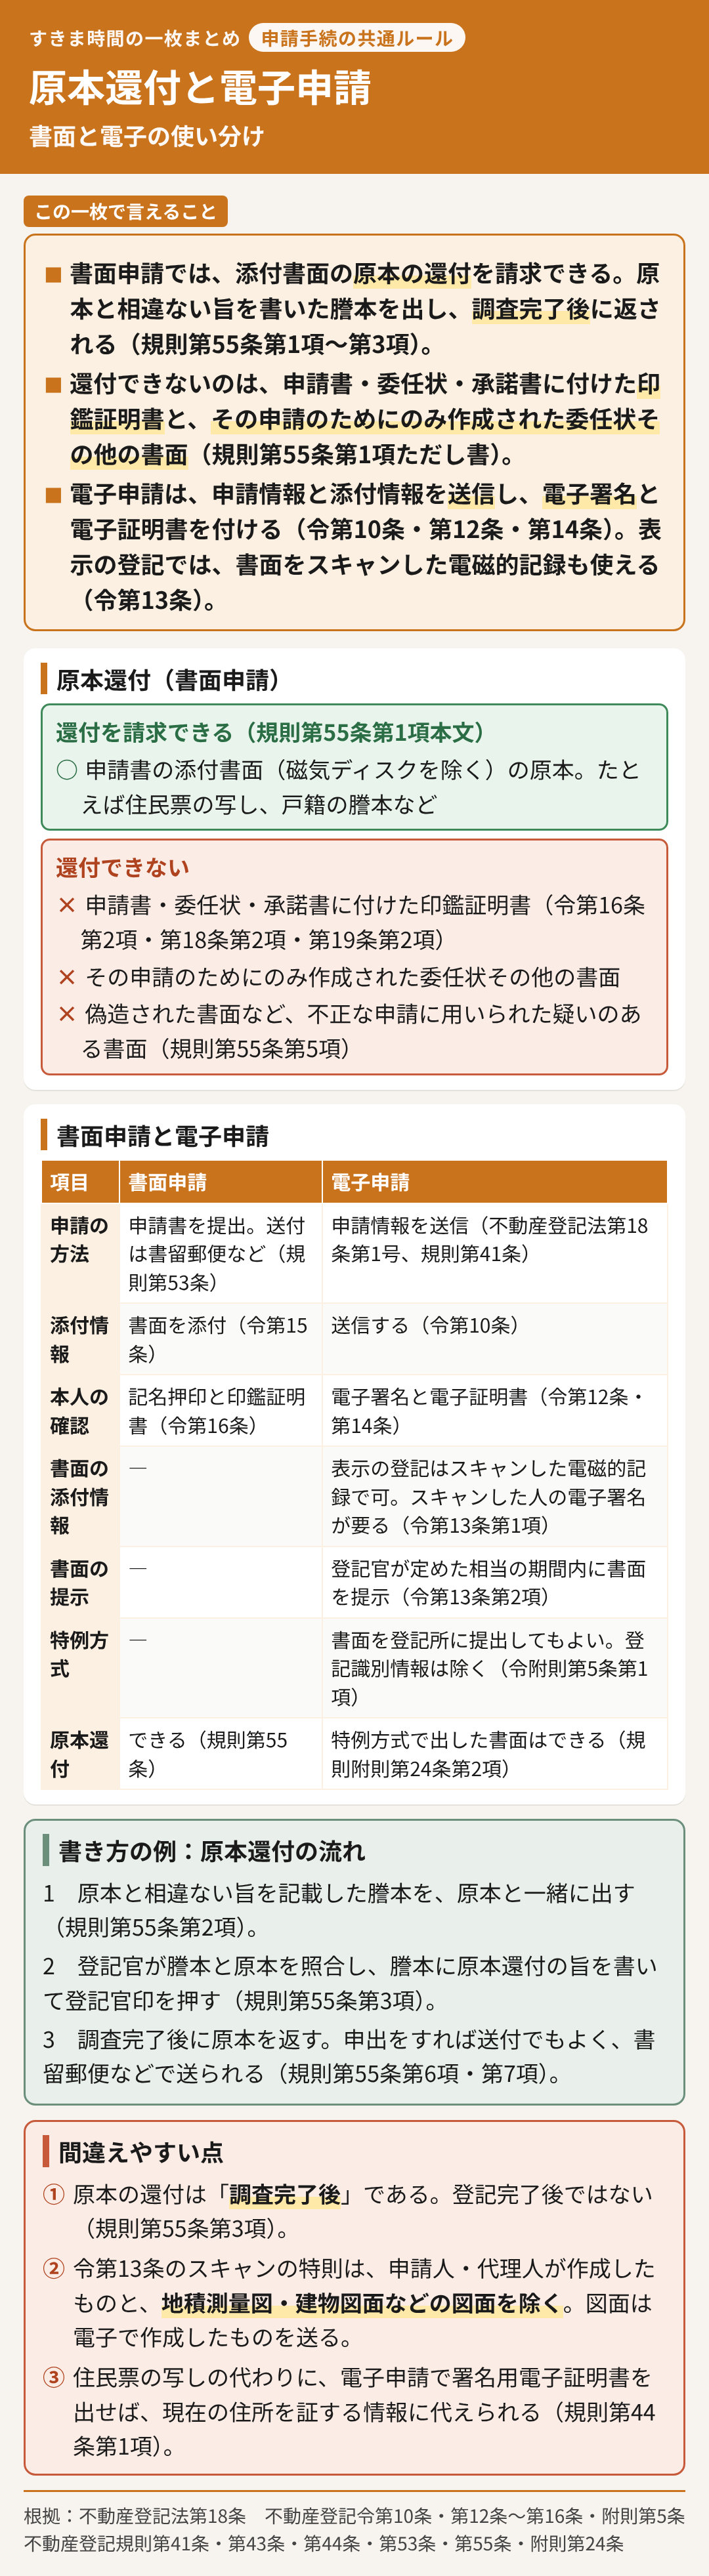 すきま時間の一枚まとめ 申請手続の共通ルール
原本還付と電子申請
書面と電子の使い分け
この一枚で言えること
■ 書面申請では、添付書面の原本の還付を請求できる。原
本と相違ない旨を書いた謄本を出し、調査完了後に返さ
れる（規則第55条第1項〜第3項）。
■ 還付できないのは、申請書・委任状・承諾書に付けた印
鑑証明書と、その申請のためにのみ作成された委任状そ
の他の書面（規則第55条第1項ただし書）。
■ 電子申請は、申請情報と添付情報を送信し、電子署名と
電子証明書を付ける（令第10条・第12条・第14条）。表
示の登記では、書面をスキャンした電磁的記録も使える
（令第13条）。
原本還付（書面申請）
還付を請求できる（規則第55条第1項本文）
○ 申請書の添付書面（磁気ディスクを除く）の原本。たと
えば住民票の写し、戸籍の謄本など
還付できない
✕ 申請書・委任状・承諾書に付けた印鑑証明書（令第16条
第2項・第18条第2項・第19条第2項）
✕ その申請のためにのみ作成された委任状その他の書面
✕ 偽造された書面など、不正な申請に用いられた疑いのあ
る書面（規則第55条第5項）
書面申請と電子申請
項目 書面申請 電子申請
申請の
方法
申請書を提出。送付
は書留郵便など（規
則第53条）
申請情報を送信（不動産登記法第18
条第1号、規則第41条）
添付情
報
書面を添付（令第15
条）
送信する（令第10条）
本人の
確認
記名押印と印鑑証明
書（令第16条）
電子署名と電子証明書（令第12条・
第14条）
書面の
添付情
報
—
表示の登記はスキャンした電磁的記
録で可。スキャンした人の電子署名
が要る（令第13条第1項）
書面の
提示
—
登記官が定めた相当の期間内に書面
を提示（令第13条第2項）
特例方
式
—
書面を登記所に提出してもよい。登
記識別情報は除く（令附則第5条第1
項）
原本還
付
できる（規則第55
条）
特例方式で出した書面はできる（規
則附則第24条第2項）
書き方の例：原本還付の流れ
1　原本と相違ない旨を記載した謄本を、原本と一緒に出す
（規則第55条第2項）。
2　登記官が謄本と原本を照合し、謄本に原本還付の旨を書い
て登記官印を押す（規則第55条第3項）。
3　調査完了後に原本を返す。申出をすれば送付でもよく、書
留郵便などで送られる（規則第55条第6項・第7項）。
間違えやすい点
① 原本の還付は「調査完了後」である。登記完了後ではない
（規則第55条第3項）。
② 令第13条のスキャンの特則は、申請人・代理人が作成した
ものと、地積測量図・建物図面などの図面を除く。図面は
電子で作成したものを送る。
③ 住民票の写しの代わりに、電子申請で署名用電子証明書を
出せば、現在の住所を証する情報に代えられる（規則第44
条第1項）。
根拠：不動産登記法第18条　不動産登記令第10条・第12条〜第16条・附則第5条
不動産登記規則第41条・第43条・第44条・第53条・第55条・附則第24条